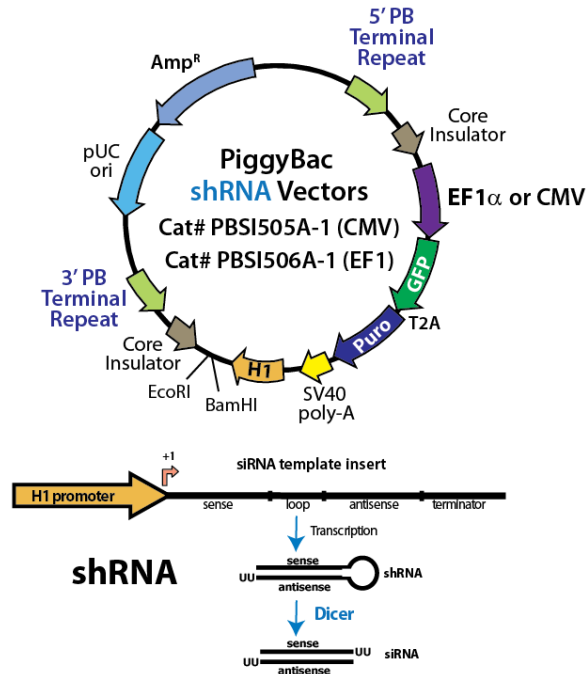 5' PB
Terminal
Repeat
Amp^R
Core
Insulator
pUC
ori
PiggyBac
shRNA Vectors
Cat# PBSI505A-1 (CMV)
Cat# PBSI506A-1 (EF1)
EF1α or CMV
GFP
T2A
Puro
3' PB
Terminal
Repeat
Core
Insulator
EcoRI
BamHI
H1
SV40
poly-A
+1
siRNA template insert
H1 promoter
sense
loop
antisense
terminator
Transcription
shRNA
sense
UU
antisense
shRNA
Dicer
sense
UU
UU
antisense
siRNA